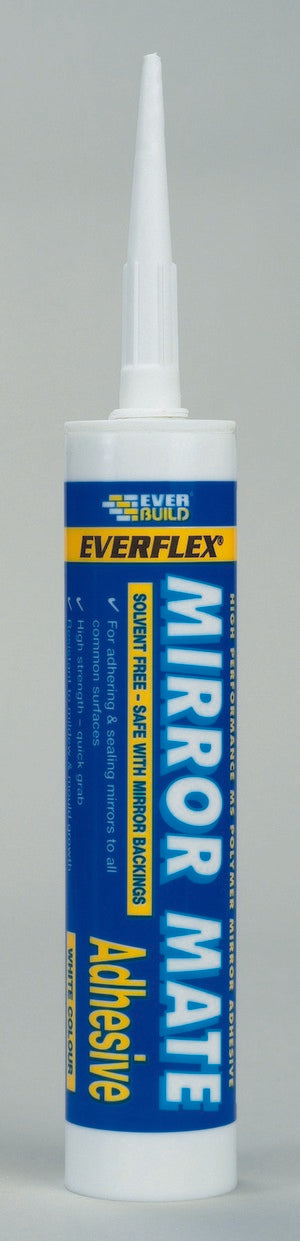 EVER
BUILD
EVERFLEX®
HIGH PERFORMANCE MS POLYMER MIRROR ADHESIVE
MIRROR MATE
Adhesive
SOLVENT FREE - SAFE WITH MIRROR BACKINGS
✓ For adhering & sealing mirrors to all
common surfaces
✓ High strength – quick grab
WHITE COLOUR